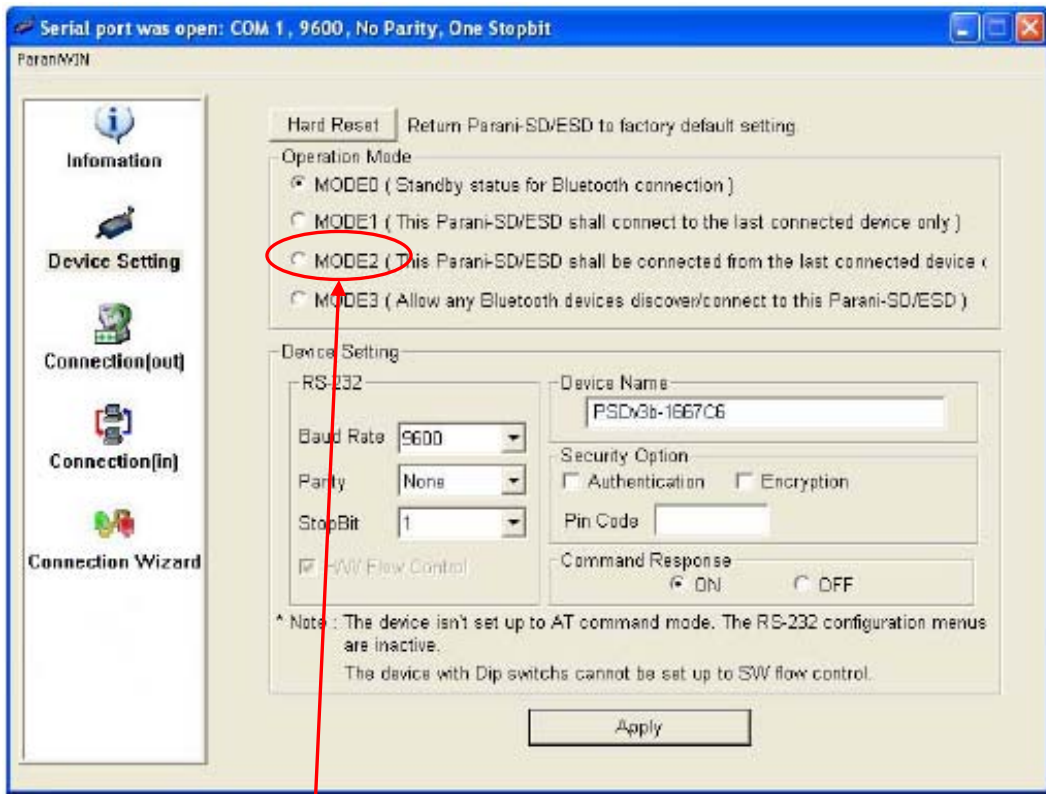 Serial port was open: COM 1, 9600, No Parity, One Stopbit
ParaniWIN
Infomation
Device Setting
Connection(out)
Connection(in)
Connection Wizard
Hard Reset Return Parani-SD/ESD to factory default setting
Operation Mode
MODE0 ( Standby status for Bluetooth connection )
MODE1 ( This Parani-SD/ESD shall connect to the last connected device only )
MODE2 ( This Parani-SD/ESD shall be connected from the last connected device
MODE3 ( Allow any Bluetooth devices discover/connect to this Parani-SD/ESD )
Device Setting
RS-232
Baud Rate 9600
Parity None
StopBit 1
H/W Flow Control
Device Name
PSDv3b-1667C6
Security Option
Authentication Encryption
Pin Code
Command Response
ON OFF
* Note : The device isn't set up to AT command mode. The RS-232 configuration menus
are inactive.
The device with Dip switchs cannot be set up to SW flow control.
Apply